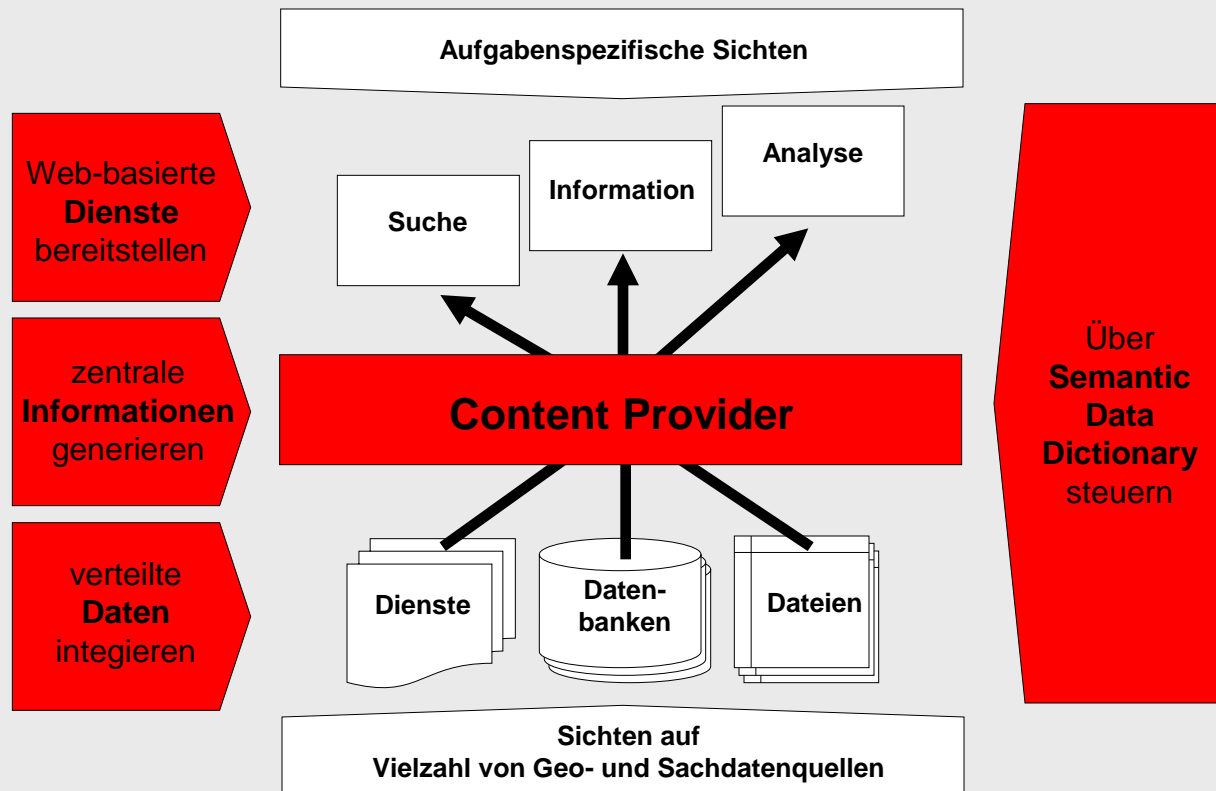 Aufgabenspezifische Sichten
Web-basierte
Dienste
bereitstellen
Suche
Information
Analyse
zentrale
Informationen
generieren
Content Provider
Über
Semantic
Data
Dictionary
steuern
verteilte
Daten
integrieren
Dienste
Daten-
banken
Dateien
Sichten auf
Vielzahl von Geo- und Sachdatenquellen